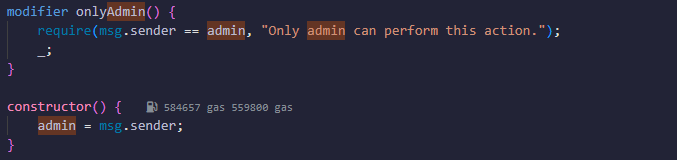 modifier onlyAdmin() {
    require(msg.sender == admin, "Only admin can perform this action.");
    _;
}
constructor() { 584657 gas 559800 gas
    admin = msg.sender;
}